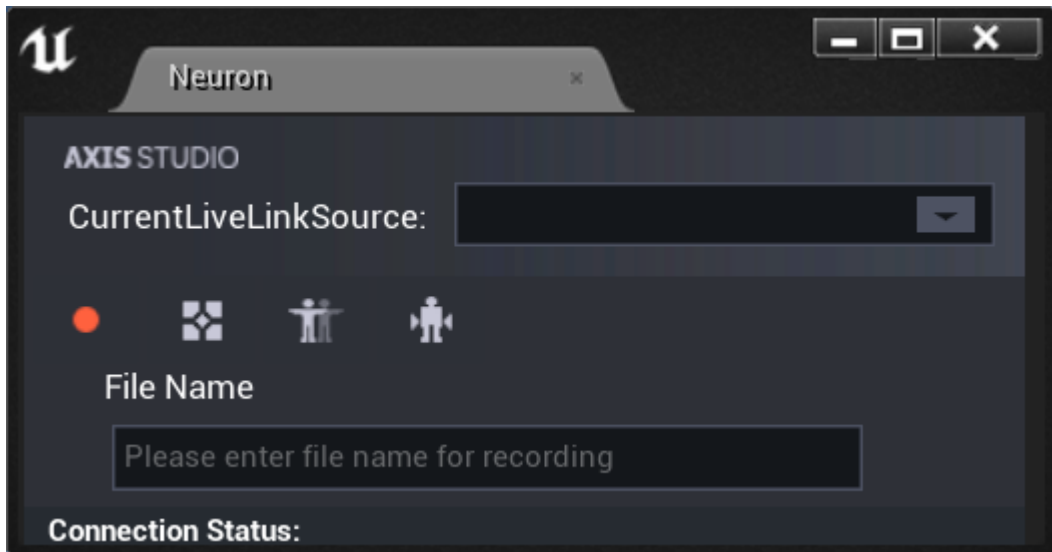 Neuron
AXIS STUDIO
CurrentLiveLinkSource:
File Name
Please enter file name for recording
Connection Status: